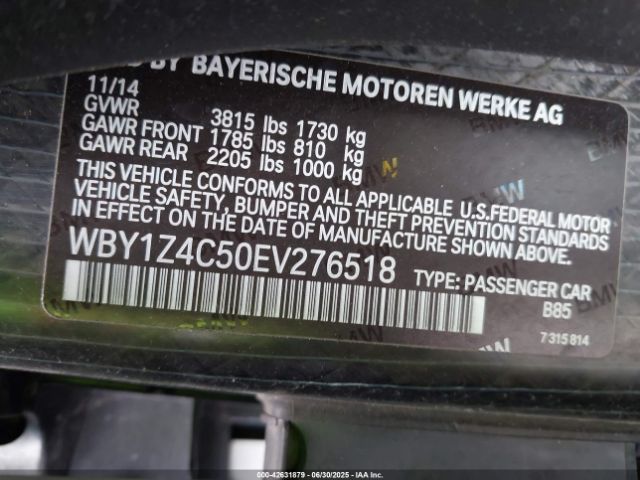 BY BAYERISCHE MOTOREN WERKE AG
11/14
GVWR 3815 lbs 1730 kg
GAWR FRONT 1785 lbs 810 kg
GAWR REAR 2205 lbs 1000 kg
THIS VEHICLE CONFORMS TO ALL APPLICABLE U.S.FEDERAL MOTOR
VEHICLE SAFETY, BUMPER AND THEFT PREVENTION STANDARDS
IN EFFECT ON THE DATE OF MANUFACTURE SHOWN ABOVE.
WBY1Z4C50EV276518
TYPE: PASSENGER CAR
B85
7 315 814
000-42631879 - 06/30/2025 - IAA Inc.